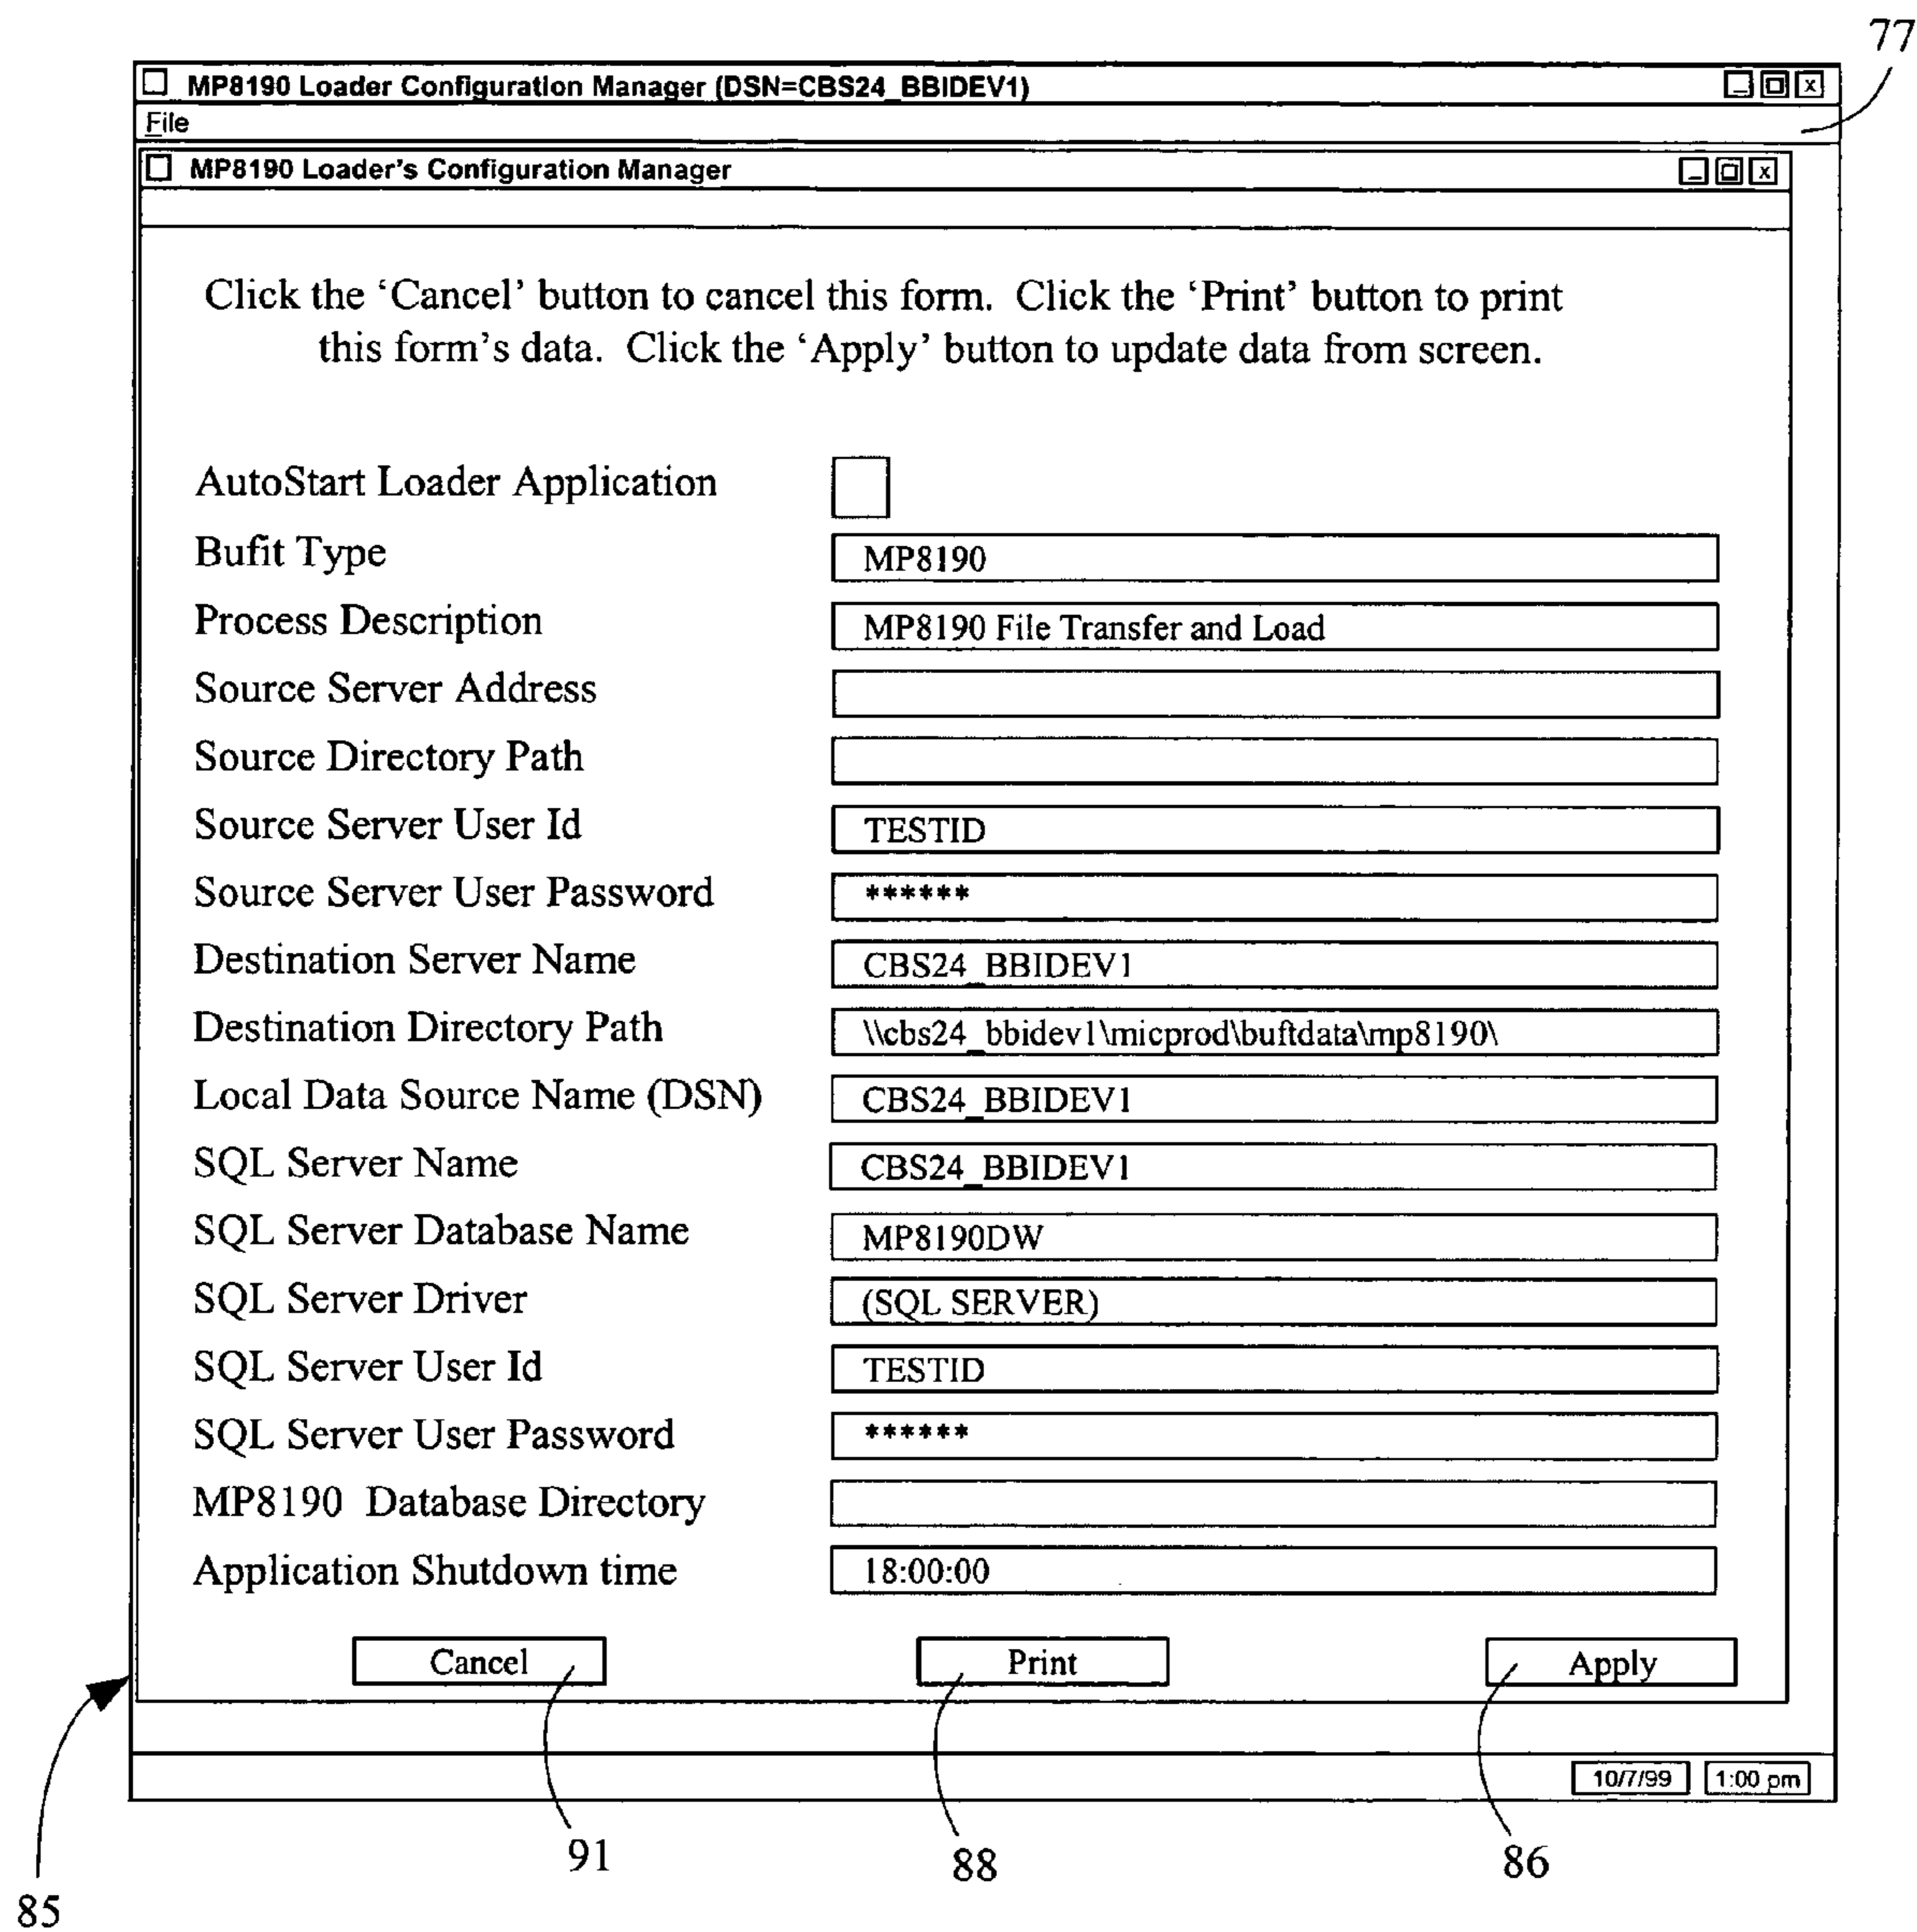 77
MP8190 Loader Configuration Manager (DSN=CBS24_BBIDEV1)
File
MP8190 Loader's Configuration Manager
Click the ‘Cancel’ button to cancel this form.  Click the ‘Print’ button to print
this form’s data.  Click the ‘Apply’ button to update data from screen.
AutoStart Loader Application
Bufit Type MP8190
Process Description MP8190 File Transfer and Load
Source Server Address
Source Directory Path
Source Server User Id TESTID
Source Server User Password ******
Destination Server Name CBS24_BBIDEV1
Destination Directory Path \\cbs24_bbidev1\micprod\buftdata\mp8190\
Local Data Source Name (DSN) CBS24_BBIDEV1
SQL Server Name CBS24_BBIDEV1
SQL Server Database Name MP8190DW
SQL Server Driver (SQL SERVER)
SQL Server User Id TESTID
SQL Server User Password ******
MP8190  Database Directory
Application Shutdown time 18:00:00
Cancel Print Apply
10/7/99 1:00 pm
91 88 86
85